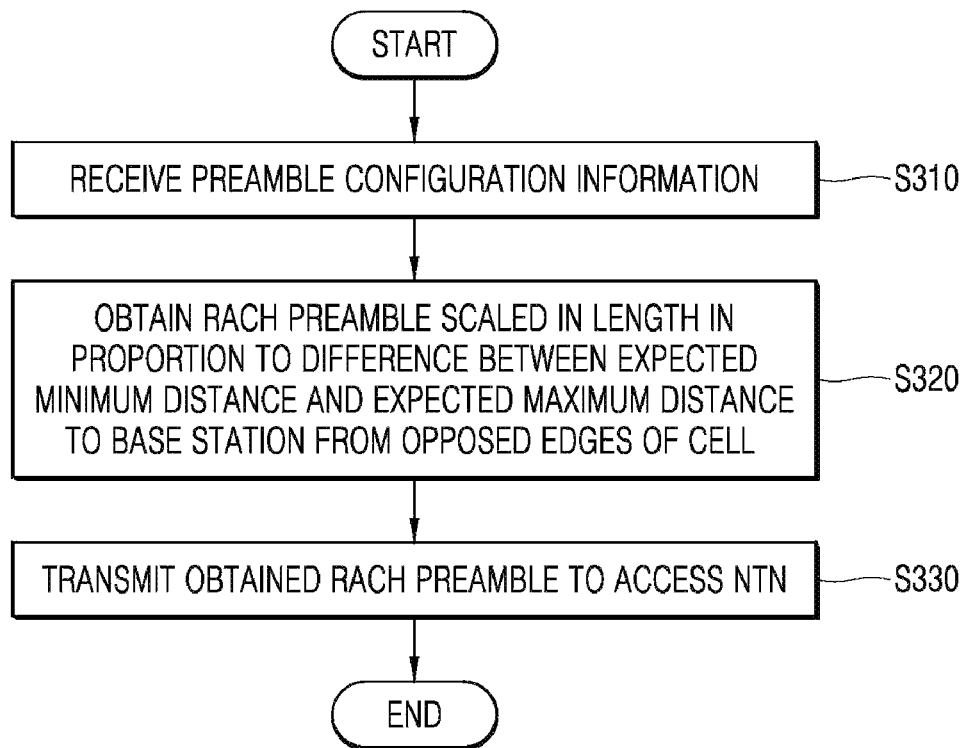 START
RECEIVE PREAMBLE CONFIGURATION INFORMATION
S310
OBTAIN RACH PREAMBLE SCALED IN LENGTH IN
PROPORTION TO DIFFERENCE BETWEEN EXPECTED
MINIMUM DISTANCE AND EXPECTED MAXIMUM DISTANCE
TO BASE STATION FROM OPPOSED EDGES OF CELL
S320
TRANSMIT OBTAINED RACH PREAMBLE TO ACCESS NTN
S330
END